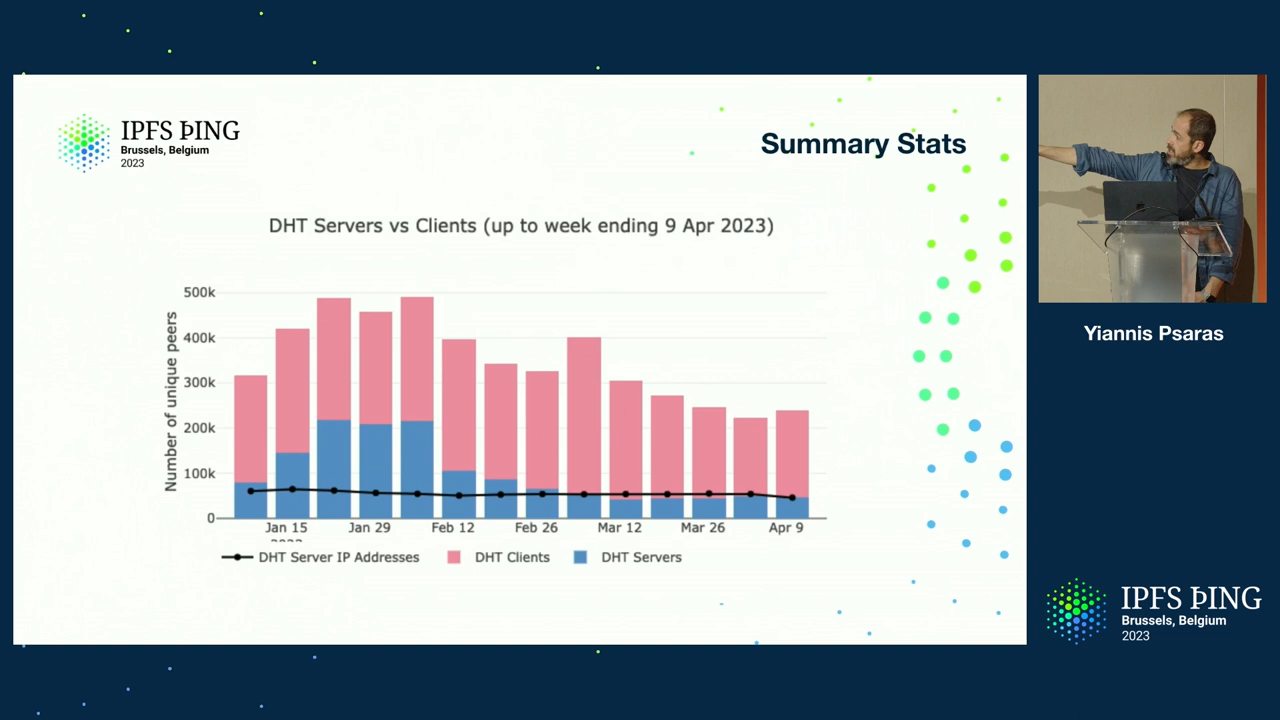 IPFS ÞING
Brussels, Belgium
2023
Summary Stats
DHT Servers vs Clients (up to week ending 9 Apr 2023)
Number of unique peers
500k
400k
300k
200k
100k
0
Jan 15
2023
Jan 29
Feb 12
Feb 26
Mar 12
Mar 26
Apr 9
DHT Server IP Addresses
DHT Clients
DHT Servers
Yiannis Psaras
IPFS ÞING
Brussels, Belgium
2023